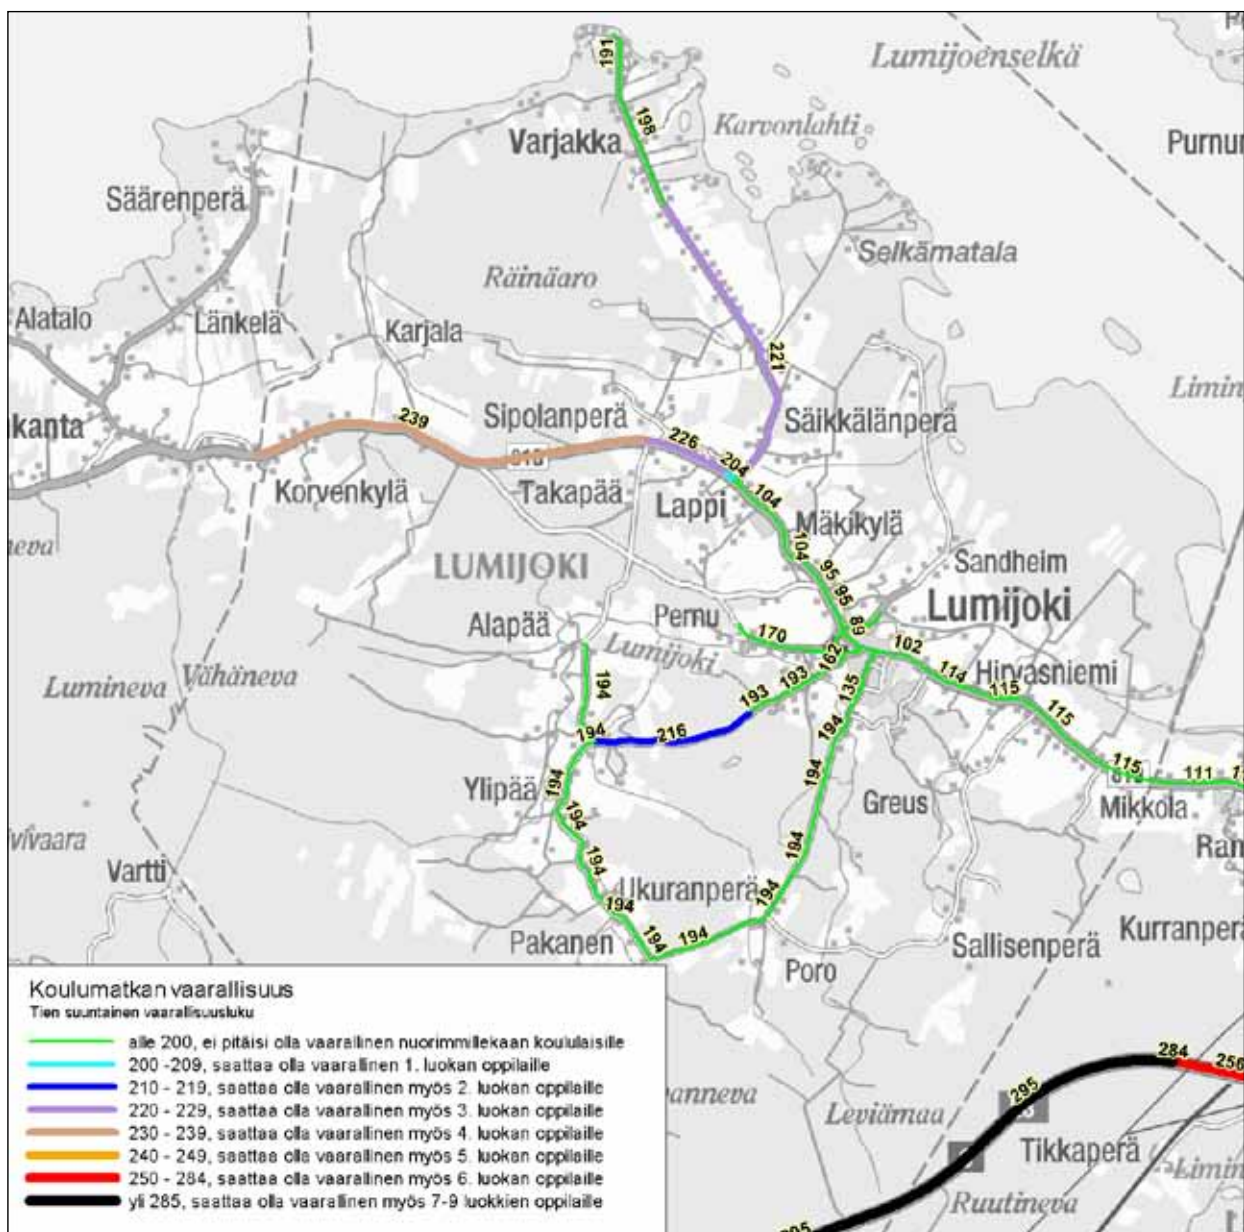 Lumijoenselkä
191
198
Karvonlahti
Varjakka
Säärenperä
Selkämatala
Räinäaro
Alatalo
Länkelä
Karjala
221
Sipolanperä
Säikkälänperä
239
226
204
Korvenkylä
Takapää
Lappi
104
Mäkikylä
104
LUMIJOKI
95
95
Sandheim
Lumijoki
Alapää
Pernu
170
89
102
Lumijoki
162
Hirvasniemi
Lumineva
Vähäneva
194
193
193
135
114
115
115
194
216
194
115
111
Ylipää
194
194
Greus
Mikkola
194
194
194
Vartti
Ukuranperä
194
194
194
194
Pakanen
Poro
Sallisenperä
Kurranperä
Koulumatkan vaarallisuus
Tien suuntainen vaarallisuusluku
alle 200, ei pitäisi olla vaarallinen nuorimmillekaan koululaisille
200 -209, saattaa olla vaarallinen 1. luokan oppilaille
210 - 219, saattaa olla vaarallinen myös 2. luokan oppilaille
220 - 229, saattaa olla vaarallinen myös 3. luokan oppilaille
230 - 239, saattaa olla vaarallinen myös 4. luokan oppilaille
240 - 249, saattaa olla vaarallinen myös 5. luokan oppilaille
250 - 284, saattaa olla vaarallinen myös 6. luokan oppilaille
yli 285, saattaa olla vaarallinen myös 7-9 luokkien oppilaille
284
256
295
Leviämaa
Tikkaperä
Ruutineva